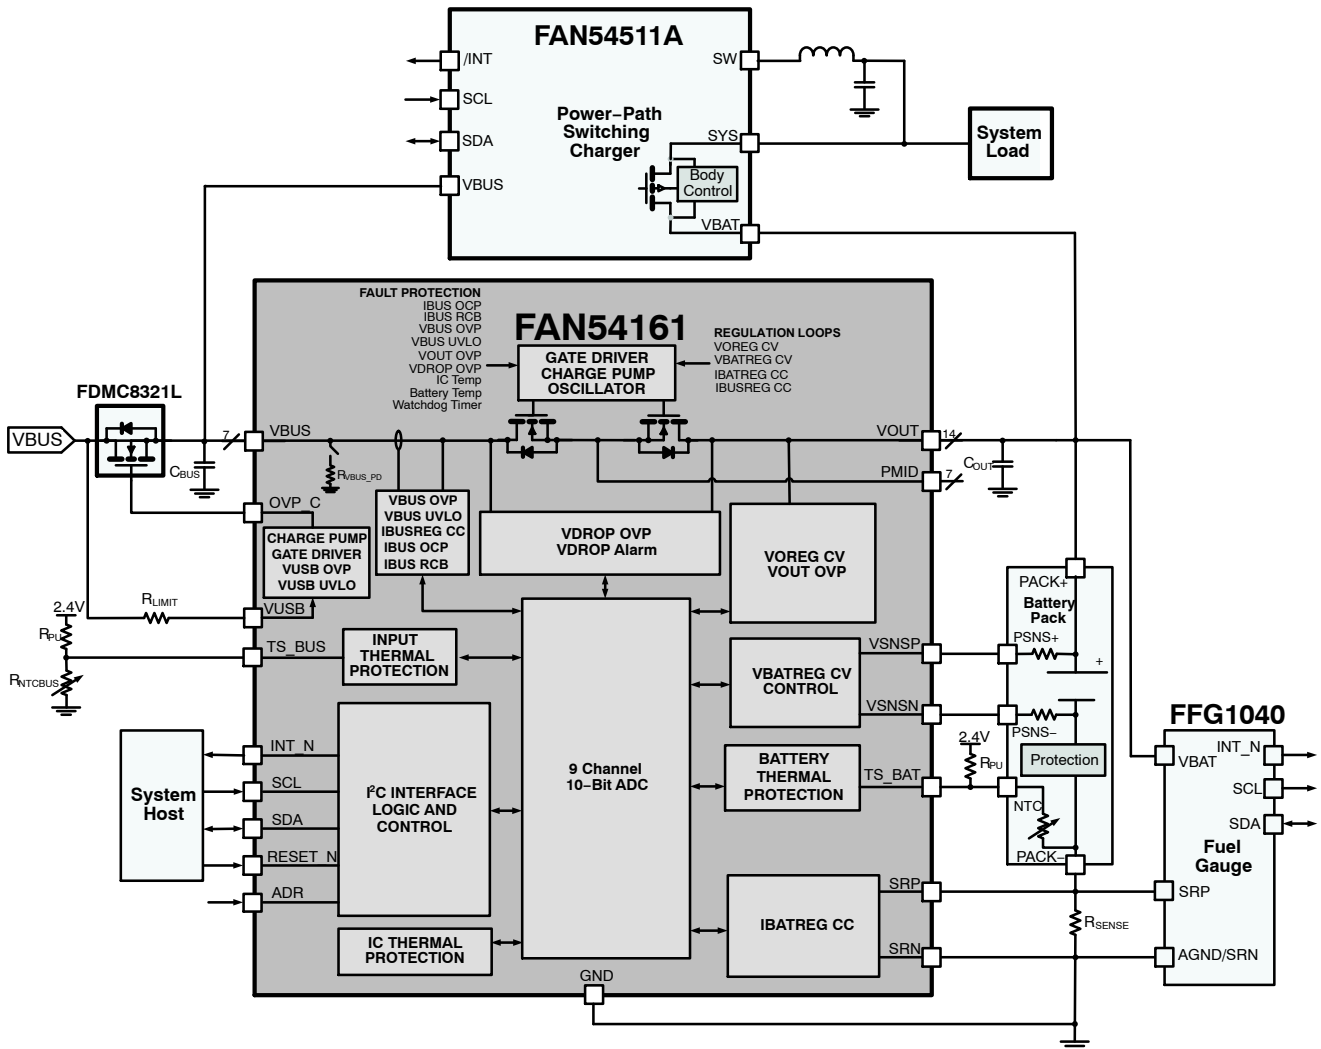 FAN54511A
/INT
SW
SCL
Power–Path
Switching
Charger
SDA
SYS
System
Load
VBUS
Body
Control
VBAT
FAULT PROTECTION
IBUS OCP
IBUS RCB
VBUS OVP
VBUS UVLO
VOUT OVP
VDROP OVP
IC Temp
Battery Temp
Watchdog Timer
FAN54161
GATE DRIVER
CHARGE PUMP
OSCILLATOR
REGULATION LOOPS
VOREG CV
VBATREG CV
IBATREG CC
IBUSREG CC
FDMC8321L
VBUS
7
VBUS
VOUT
14
CBUS
RVBUS_PD
PMID
7
COUT
OVP_C
CHARGE PUMP
GATE DRIVER
VUSB OVP
VUSB UVLO
VBUS OVP
VBUS UVLO
IBUSREG CC
IBUS OCP
IBUS RCB
VDROP OVP
VDROP Alarm
VOREG CV
VOUT OVP
RLIMIT
VUSB
2.4V
RPU
RNTCBUS
TS_BUS
INPUT
THERMAL
PROTECTION
VBATREG CV
CONTROL
VSNSP
VSNSN
PACK+
Battery
Pack
PSNS+
+
PSNS–
Protection
NTC
PACK–
2.4V
RPU
System
Host
INT_N
SCL
SDA
RESET_N
ADR
I2C INTERFACE
LOGIC AND
CONTROL
9 Channel
10–Bit ADC
BATTERY
THERMAL
PROTECTION
TS_BAT
IC THERMAL
PROTECTION
IBATREG CC
SRP
SRN
RSENSE
GND
FFG1040
VBAT
INT_N
SCL
SDA
Fuel
Gauge
SRP
AGND/SRN